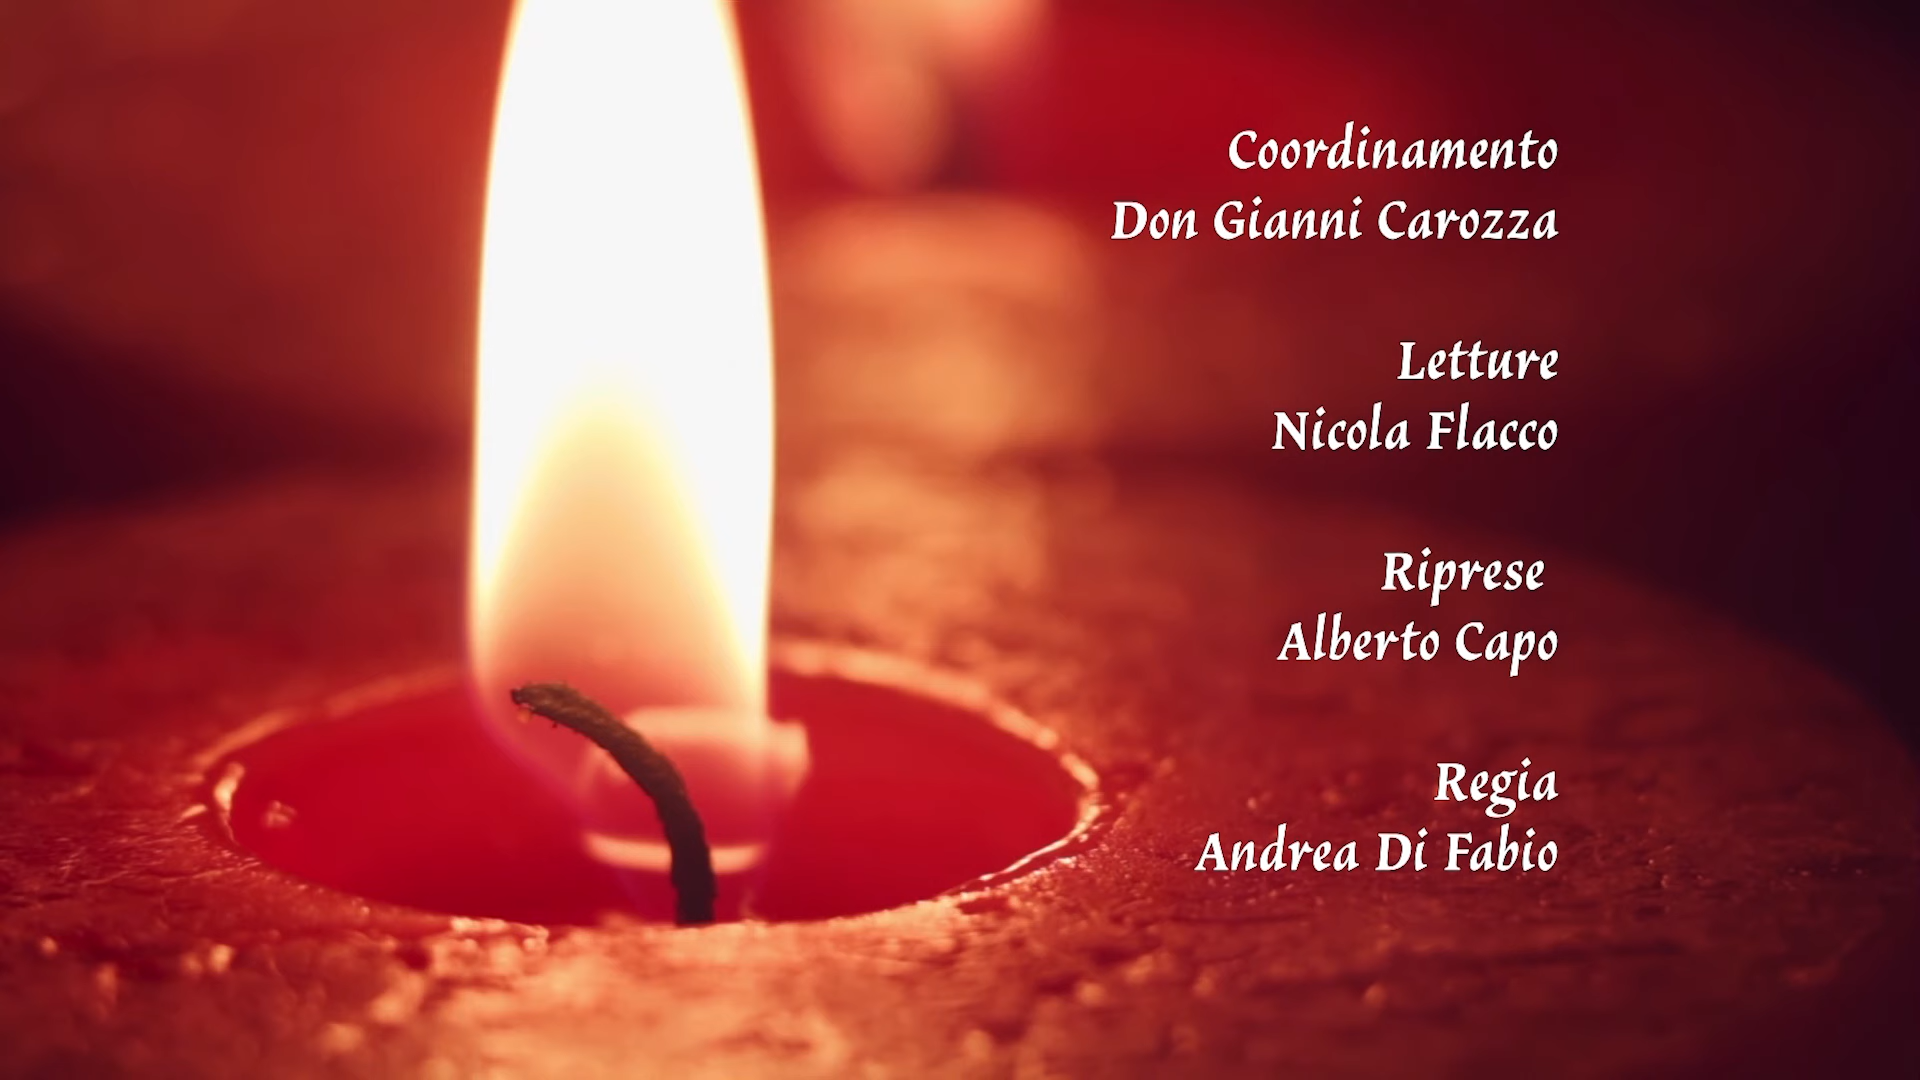 Coordinamento
Don Gianni Carozza
Letture
Nicola Flacco
Riprese
Alberto Capo
Regia
Andrea Di Fabio